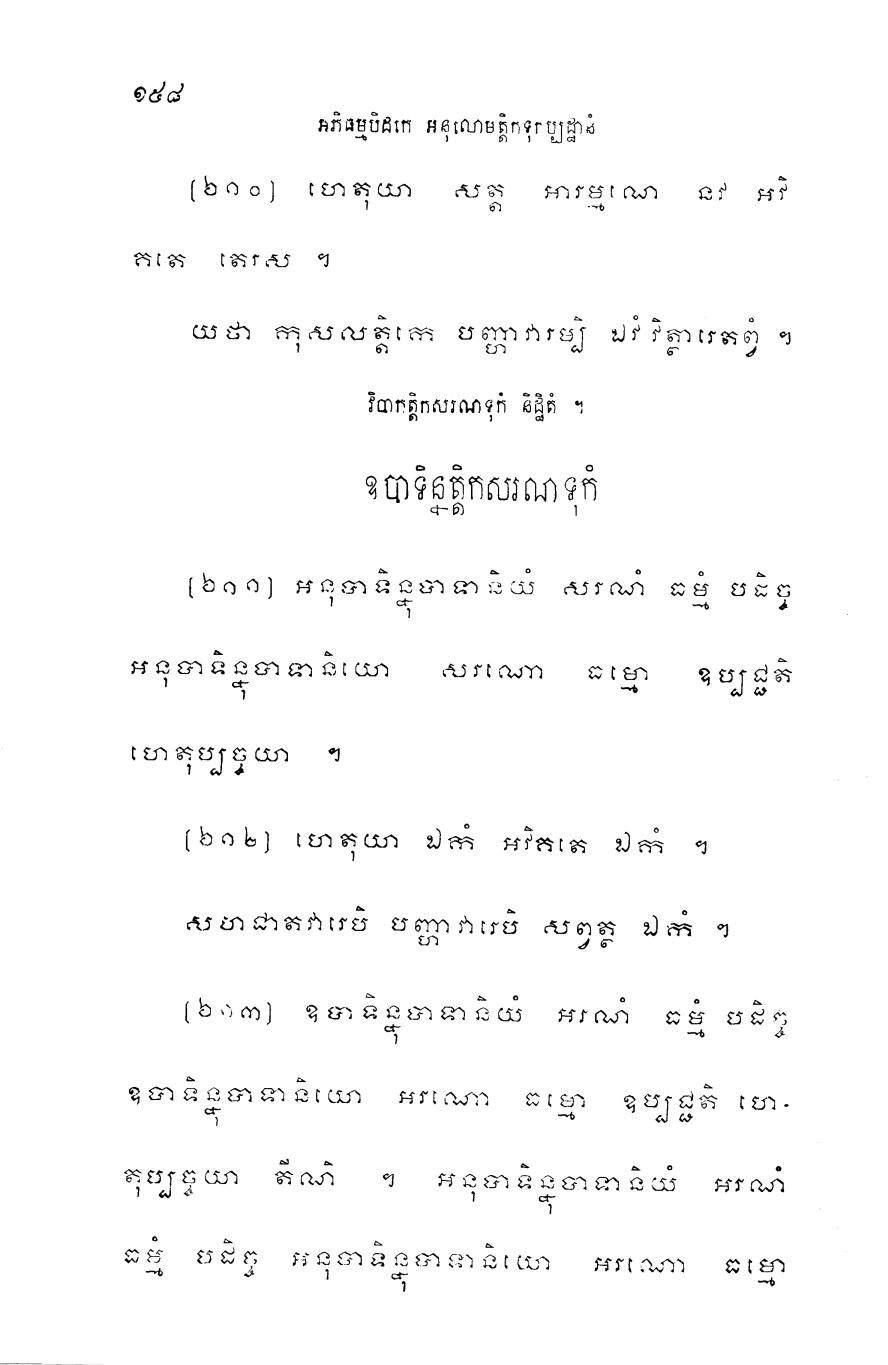 ១៥៨
អភិធម្មបិដកេ អនុលោមត្តិកទុកប្បដ្ឋានំ
[២១០] ហេតុយា សត្ត អារម្មណេ នវ អវិ
គតេ តេរស ។
យថា កុសលត្តិកេ បញ្ហាវារម្បិ ឯវំ វិត្ថារេតព្វំ ។
វិបាកត្តិកសរណទុកំ និដ្ឋិតំ ។
ឧបាទិន្នត្តិកសរណទុកំ
[២១១] អនុបាទិន្នុបាទានិយំ សរណំ ធម្មំ បដិច្ច
អនុបាទិន្នុបាទានិយោ សរណោ ធម្មោ ឧប្បជ្ជតិ
ហេតុប្បច្ចយា ។
[២១២] ហេតុយា ឯកំ អវិគតេ ឯកំ ។
សហជាតវារេបិ បញ្ហាវារេបិ សព្វត្ថ ឯកំ ។
[២១៣] ឧបាទិន្នុបាទានិយំ អរណំ ធម្មំ បដិច្ច
ឧបាទិន្នុបាទានិយោ អរណោ ធម្មោ ឧប្បជ្ជតិ ហេ-
តុប្បច្ចយា តីណិ ។ អនុបាទិន្នុបាទានិយំ អរណំ
ធម្មំ បដិច្ច អនុបាទិន្នុបាទានិយោ អរណោ ធម្មោ